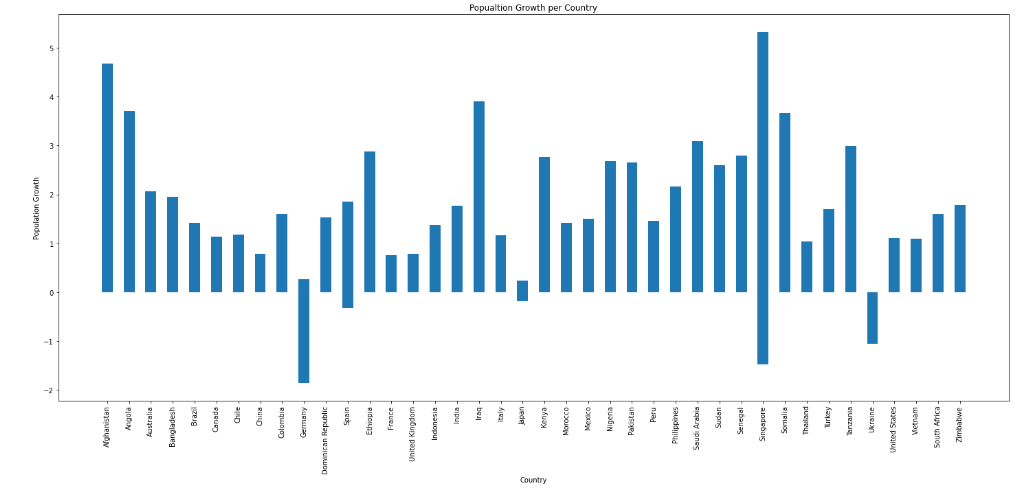 Popualtion Growth per Country
Population Growth
5
4
3
2
1
0
−1
−2
Afghanistan
Angola
Australia
Bangladesh
Brazil
Canada
Chile
China
Colombia
Germany
Dominican Republic
Spain
Ethiopia
France
United Kingdom
Indonesia
India
Iraq
Italy
Japan
Kenya
Morocco
Mexico
Nigeria
Pakistan
Peru
Philippines
Saudi Arabia
Sudan
Senegal
Singapore
Somalia
Thailand
Turkey
Tanzania
Ukraine
United States
Vietnam
South Africa
Zimbabwe
Country